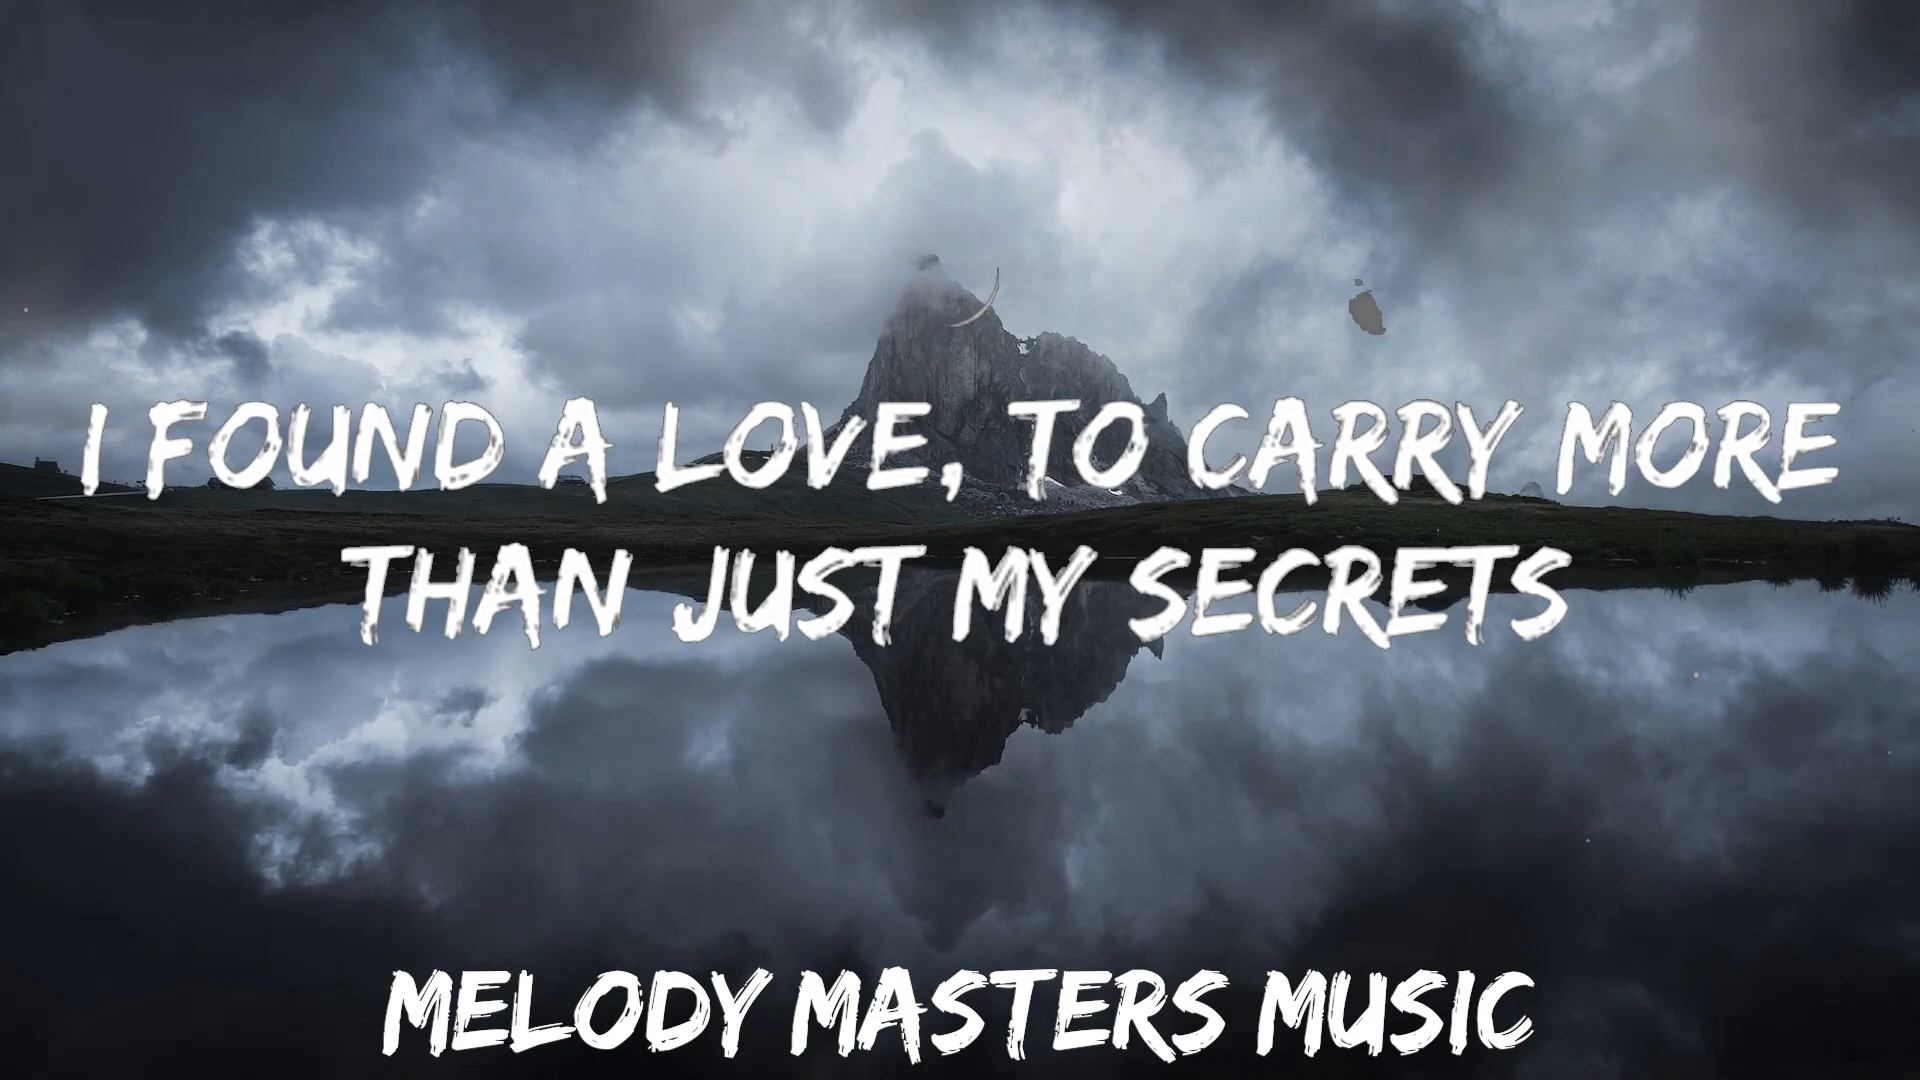 I FOUND A LOVE, TO CARRY MORE
THAN JUST MY SECRETS
MELODY MASTERS MUSIC